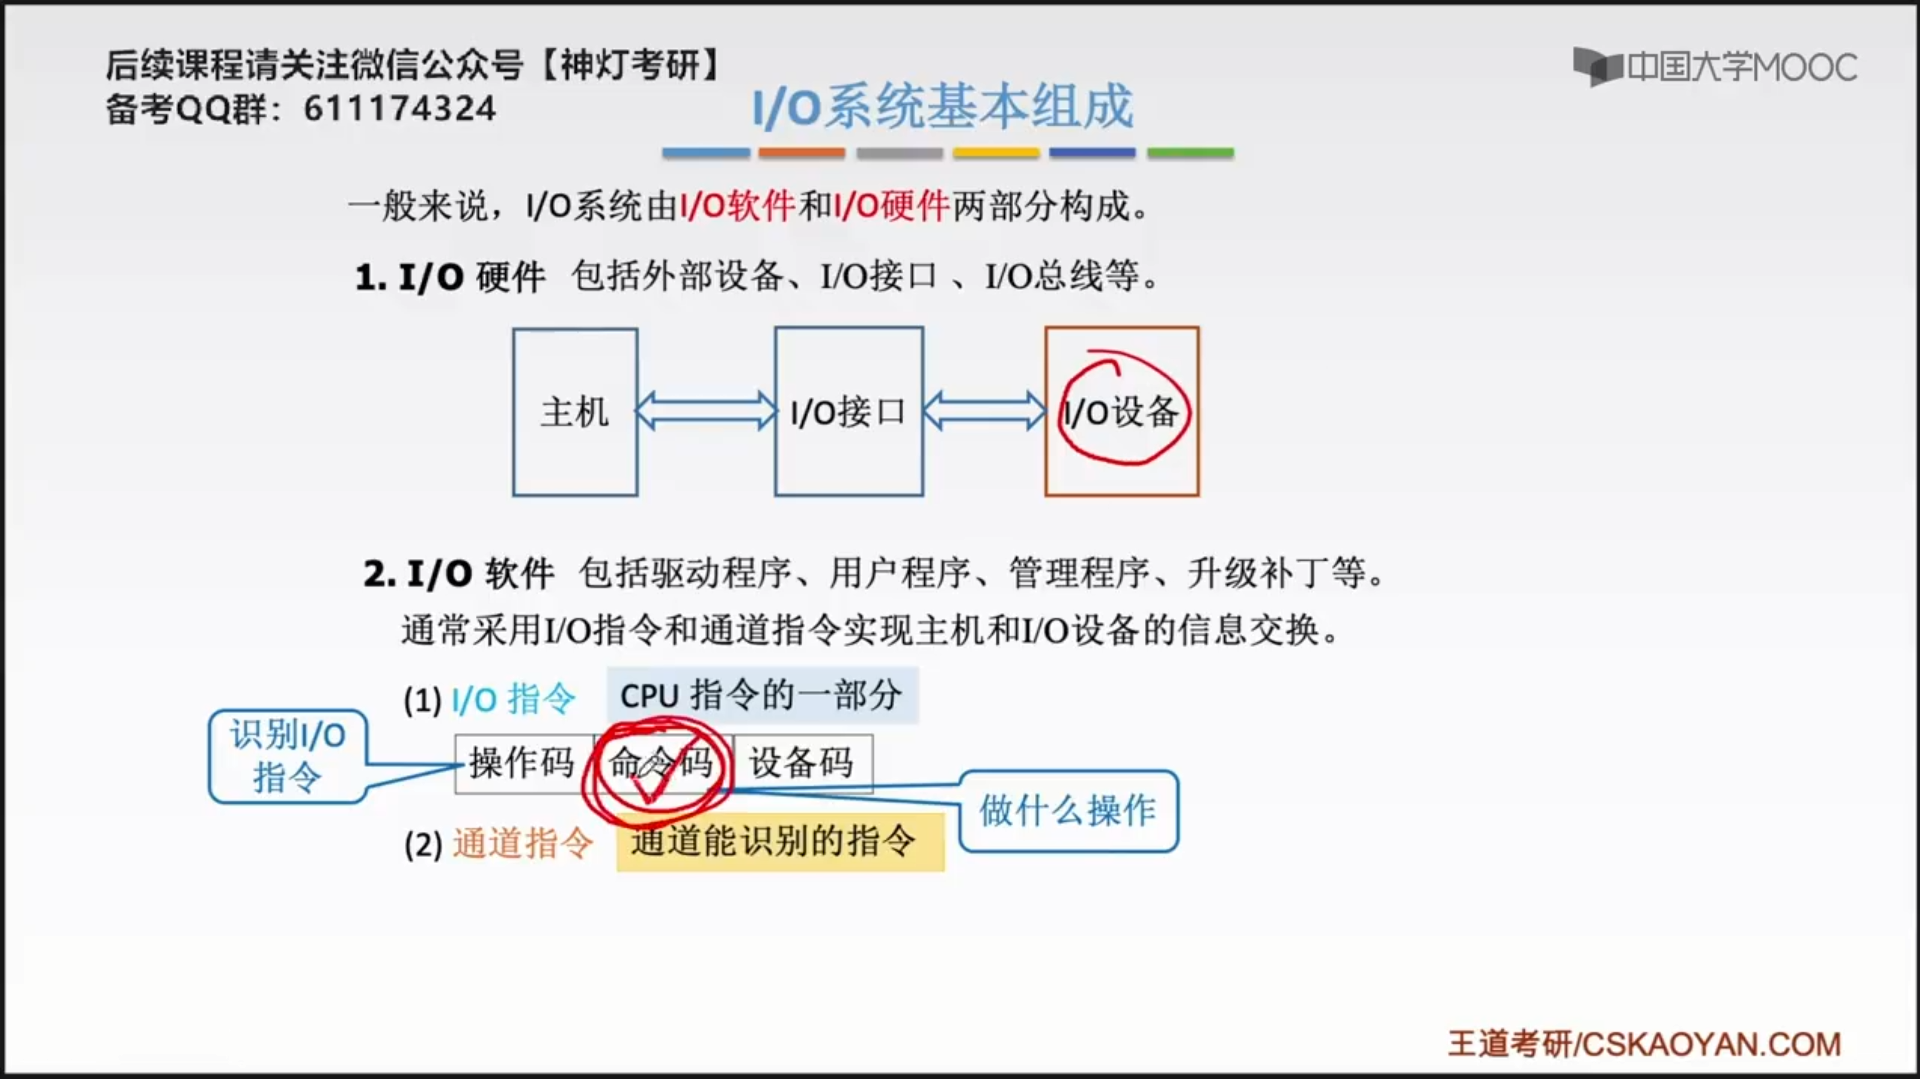 后续课程请关注微信公众号【神灯考研】
备考QQ群：611174324
中国大学MOOC
I/O系统基本组成
一般来说，I/O系统由I/O软件和I/O硬件两部分构成。
1. I/O 硬件 包括外部设备、I/O接口 、I/O总线等。
主机
I/O接口
I/O设备
2. I/O 软件 包括驱动程序、用户程序、管理程序、升级补丁等。
通常采用I/O指令和通道指令实现主机和I/O设备的信息交换。
(1) I/O 指令 CPU 指令的一部分
识别I/O
指令
操作码 命令码 设备码
做什么操作
(2) 通道指令 通道能识别的指令
王道考研/CSKAOYAN.COM